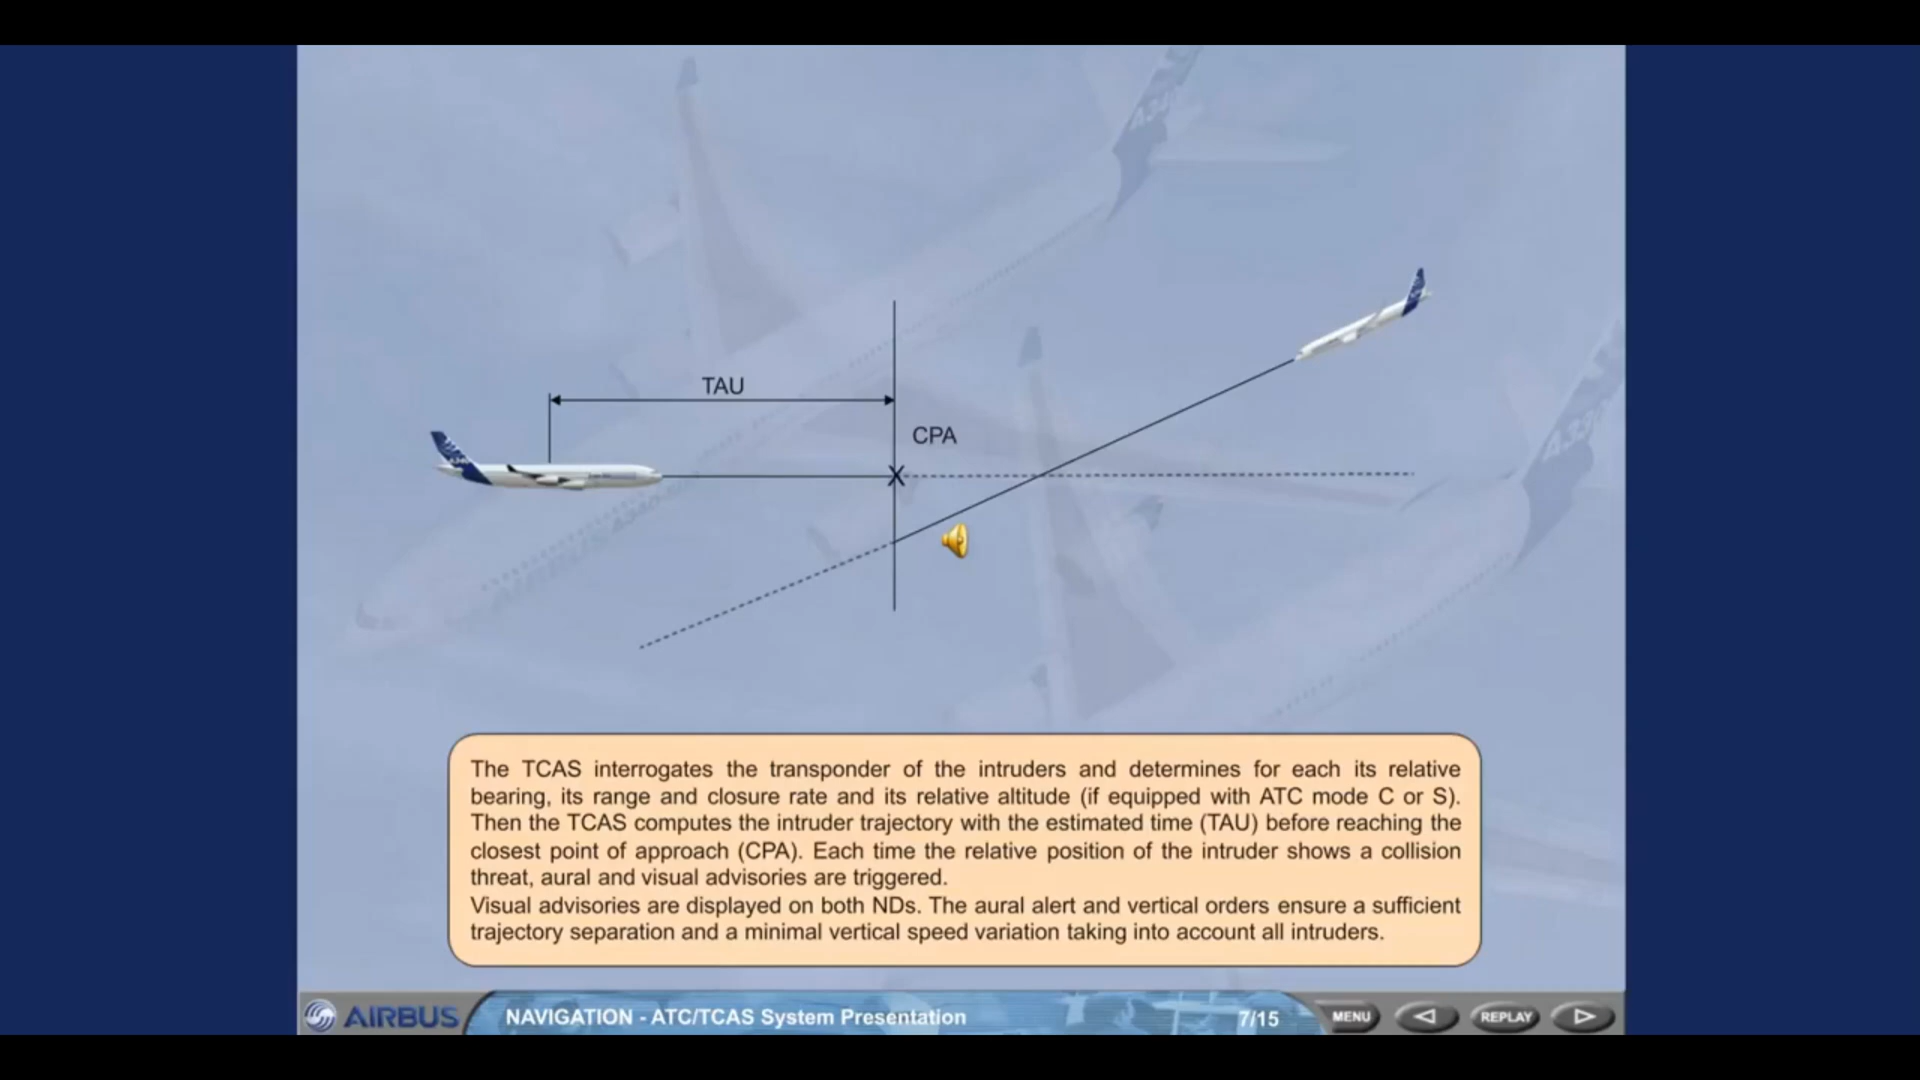 TAU
CPA
X
The TCAS interrogates the transponder of the intruders and determines for each its relative
bearing, its range and closure rate and its relative altitude (if equipped with ATC mode C or S).
Then the TCAS computes the intruder trajectory with the estimated time (TAU) before reaching the
closest point of approach (CPA). Each time the relative position of the intruder shows a collision
threat, aural and visual advisories are triggered.
Visual advisories are displayed on both NDs. The aural alert and vertical orders ensure a sufficient
trajectory separation and a minimal vertical speed variation taking into account all intruders.
AIRBUS
NAVIGATION - ATC/TCAS System Presentation
7/15
MENU
REPLAY